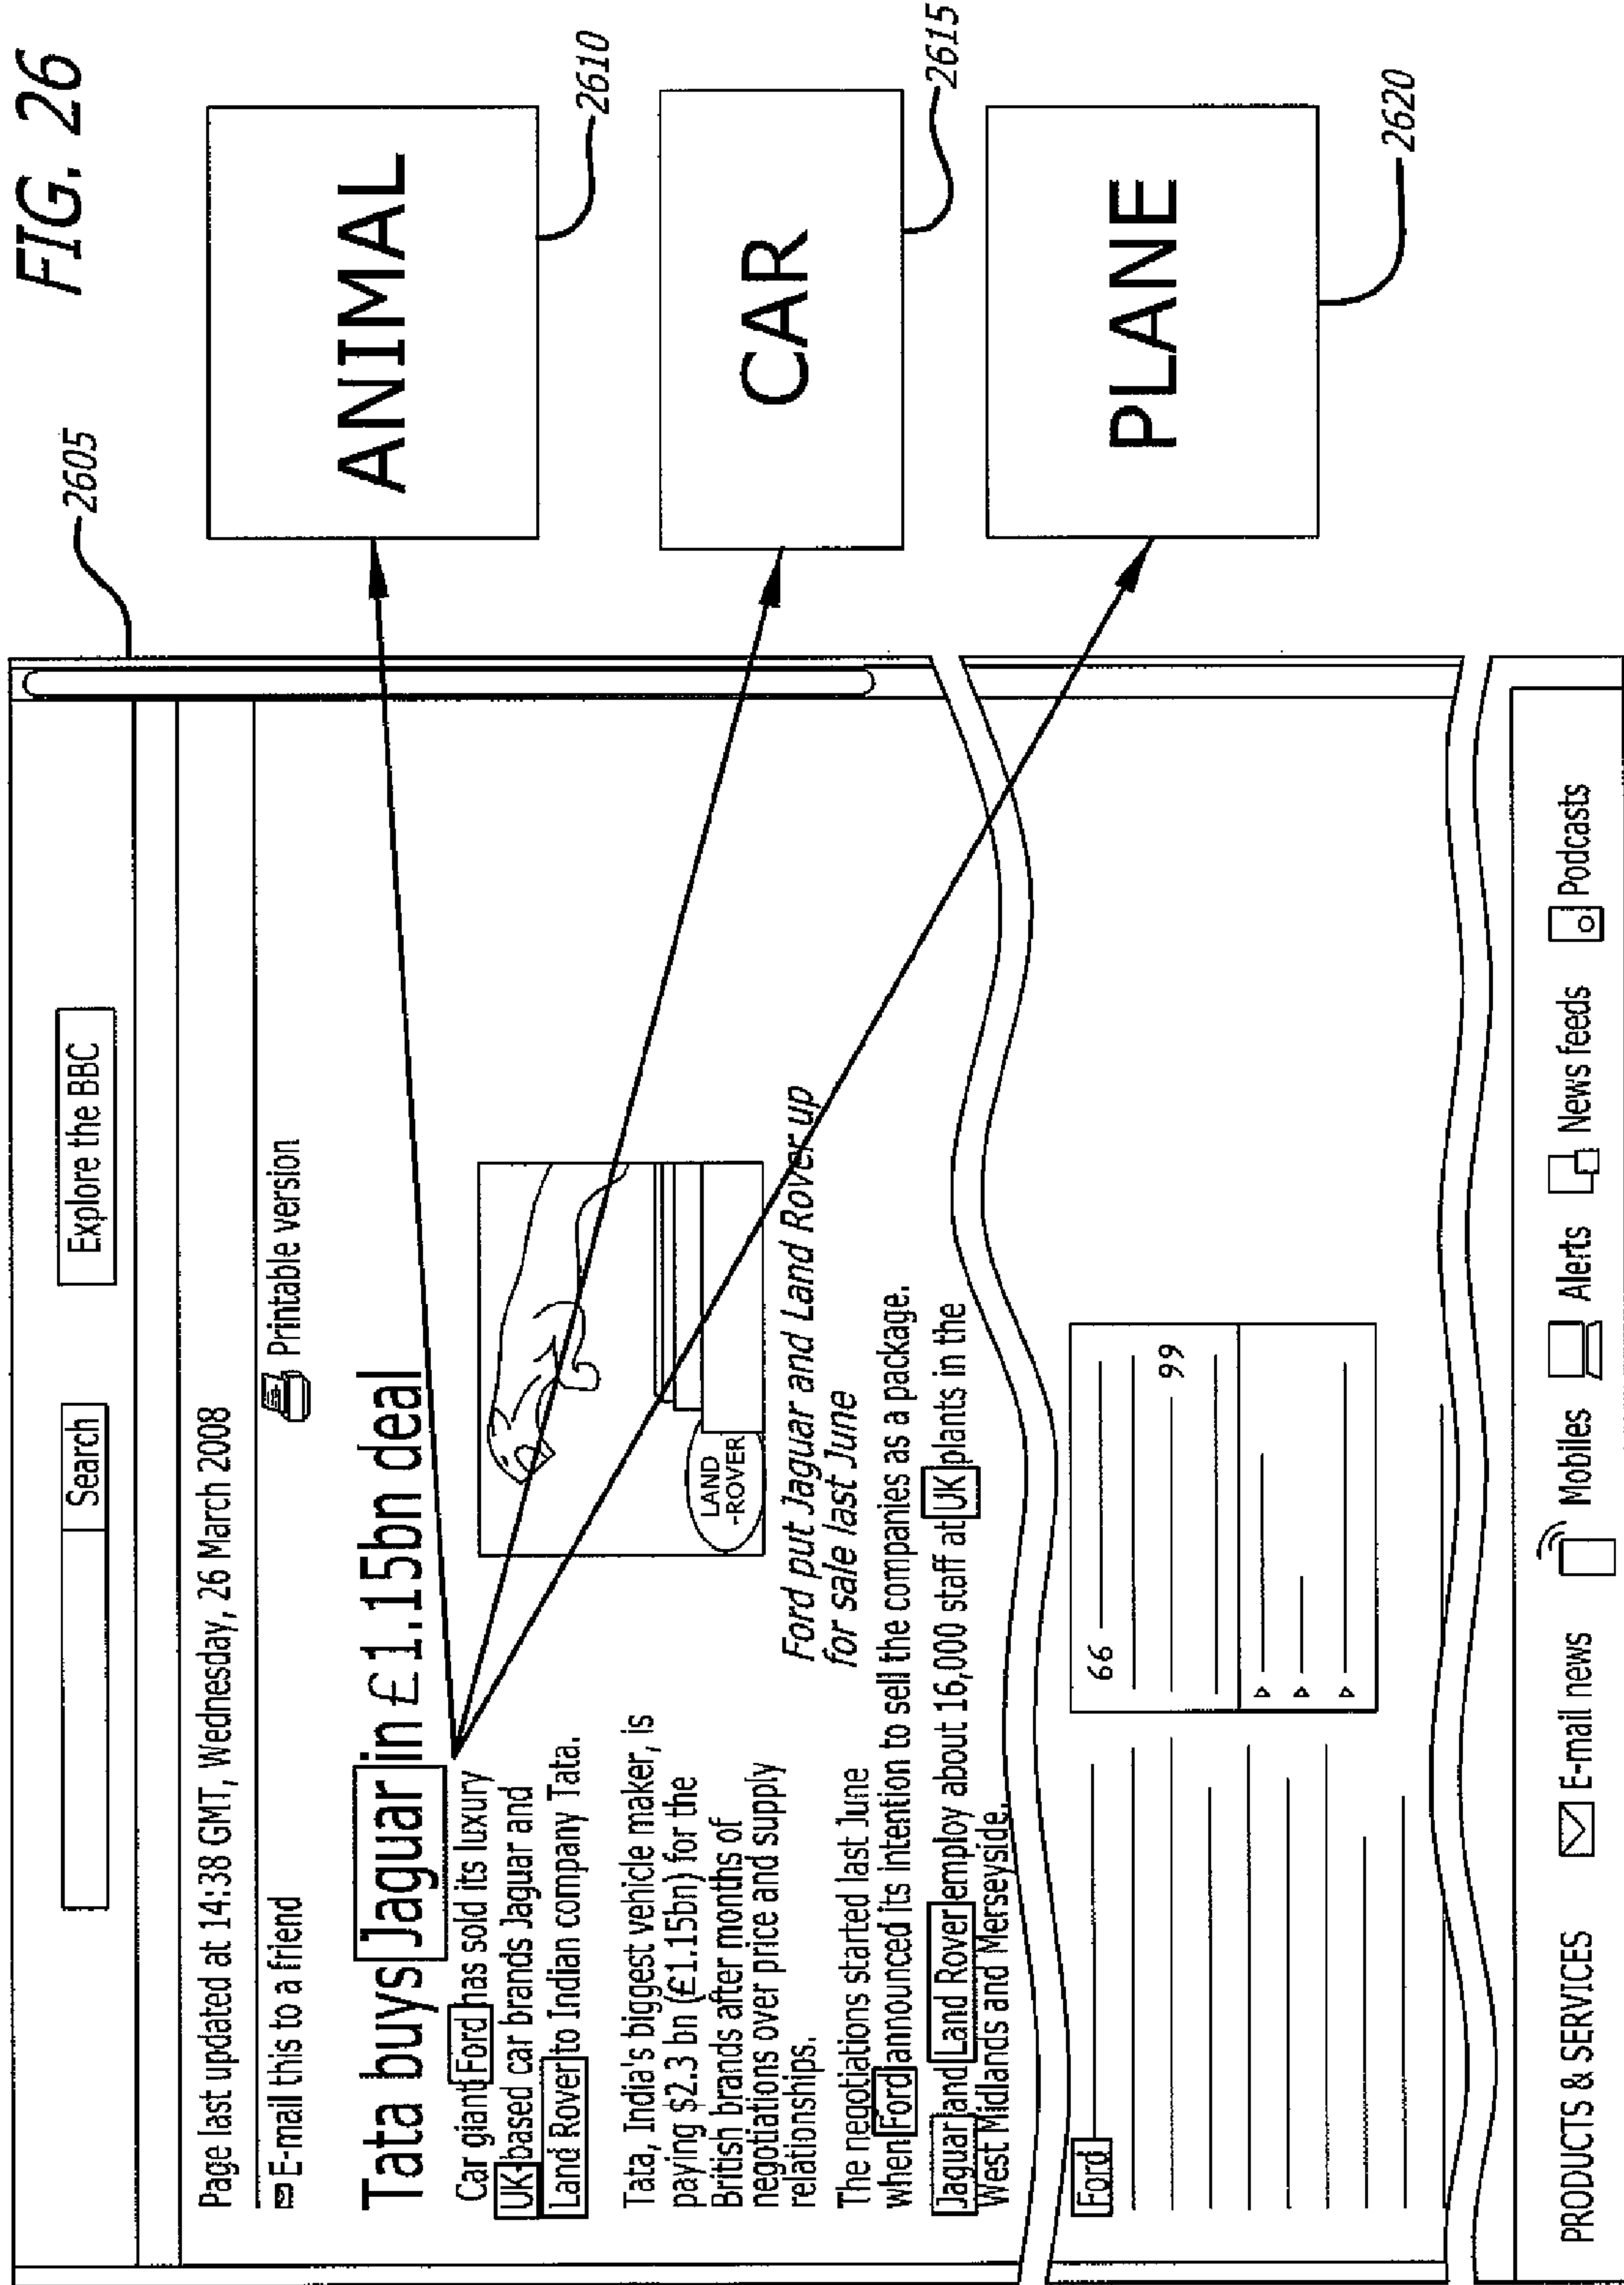 FIG. 26
2605
Search
Explore the BBC
Page last updated at 14:38 GMT, Wednesday, 26 March 2008
E-mail this to a friend
Printable version
Tata buys Jaguar in £1.15bn deal
Car giant Ford has sold its luxury
UK-based car brands Jaguar and
Land Rover to Indian company Tata.
Tata, India's biggest vehicle maker, is
paying $2.3 bn (£1.15bn) for the
British brands after months of
negotiations over price and supply
relationships.
LAND
-ROVER
Ford put Jaguar and Land Rover up
for sale last June
The negotiations started last June
when Ford announced its intention to sell the companies as a package.
Jaguar and Land Rover employ about 16,000 staff at UK plants in the
West Midlands and Merseyside.
Ford
66
99
PRODUCTS & SERVICES
E-mail news
Mobiles
Alerts
News feeds
Podcasts
ANIMAL
2610
CAR
2615
PLANE
2620